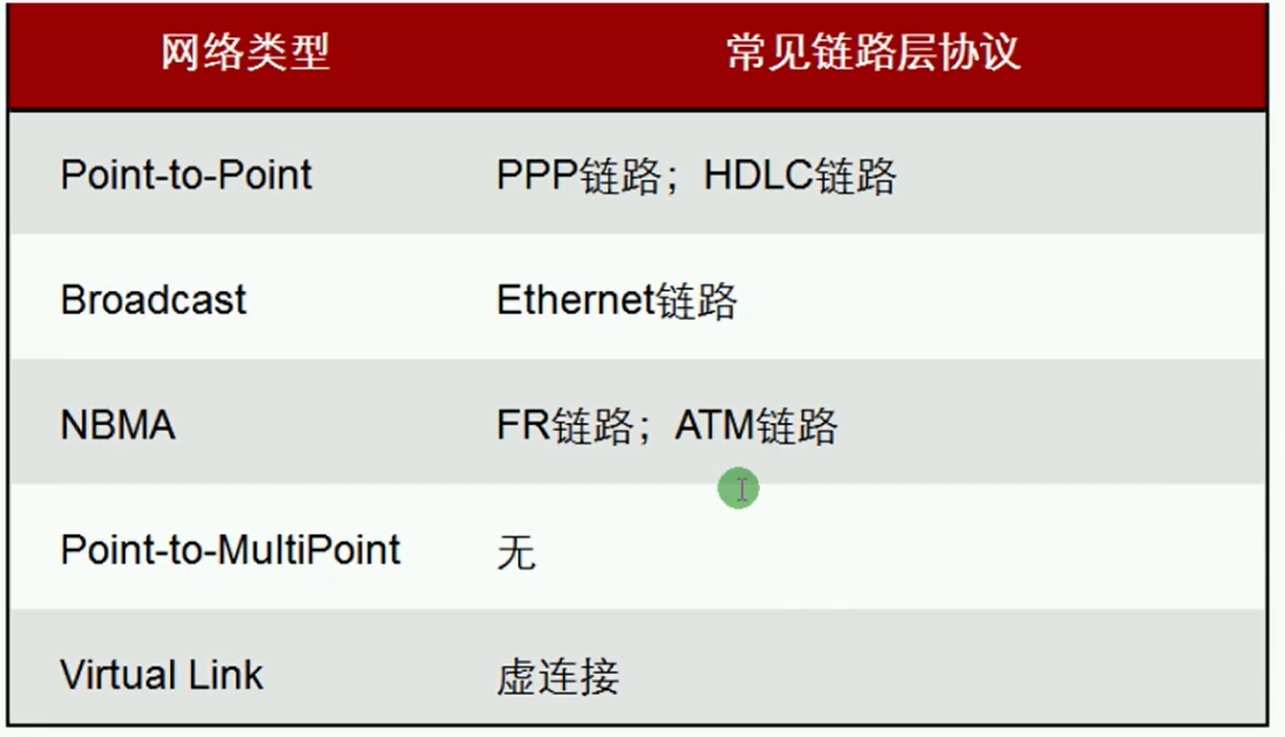 网络类型 常见链路层协议
Point-to-Point PPP链路；HDLC链路
Broadcast Ethernet链路
NBMA FR链路；ATM链路
Point-to-MultiPoint 无
Virtual Link 虚连接